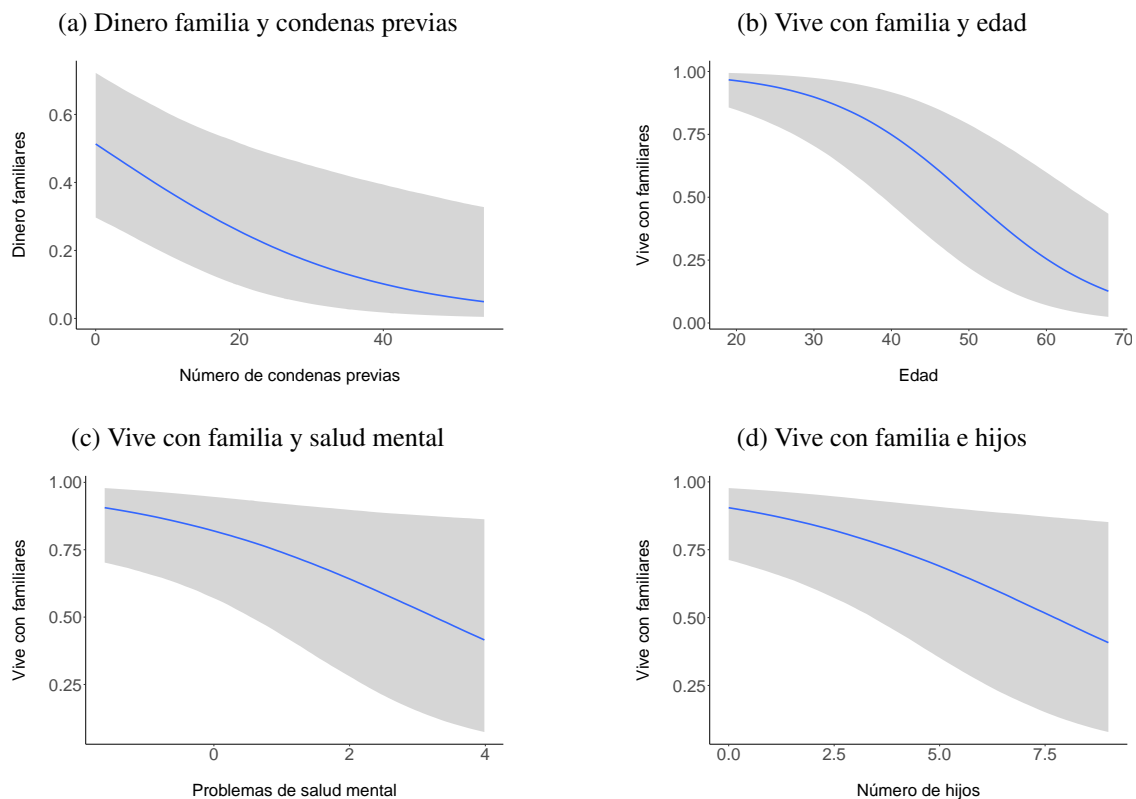 (a) Dinero familia y condenas previas
Dinero familiares
0.6
0.4
0.2
0.0
0 20 40
Número de condenas previas
(b) Vive con familia y edad
Vive con familiares
1.00
0.75
0.50
0.25
0.00
20 30 40 50 60 70
Edad
(c) Vive con familia y salud mental
Vive con familiares
1.00
0.75
0.50
0.25
0 2 4
Problemas de salud mental
(d) Vive con familia e hijos
Vive con familiares
1.00
0.75
0.50
0.25
0.0 2.5 5.0 7.5
Número de hijos